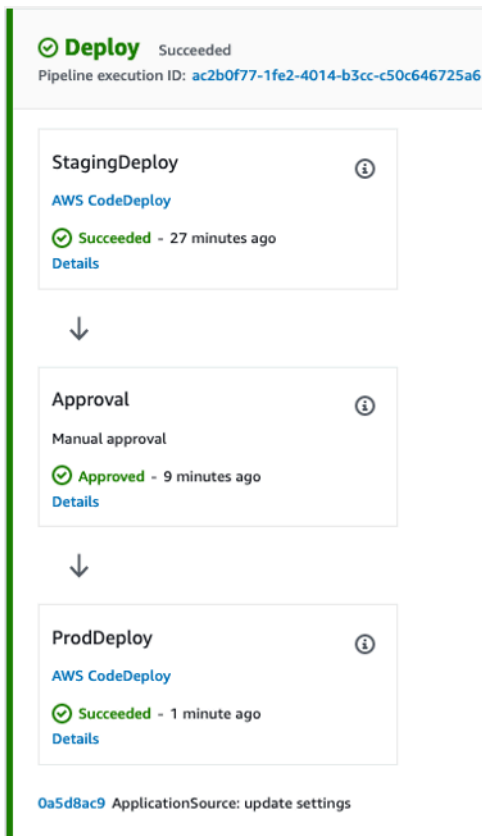 Deploy Succeeded
Pipeline execution ID: ac2b0f77-1fe2-4014-b3cc-c50c646725a6
StagingDeploy
AWS CodeDeploy
Succeeded - 27 minutes ago
Details
Approval
Manual approval
Approved - 9 minutes ago
Details
ProdDeploy
AWS CodeDeploy
Succeeded - 1 minute ago
Details
0a5d8ac9 ApplicationSource: update settings